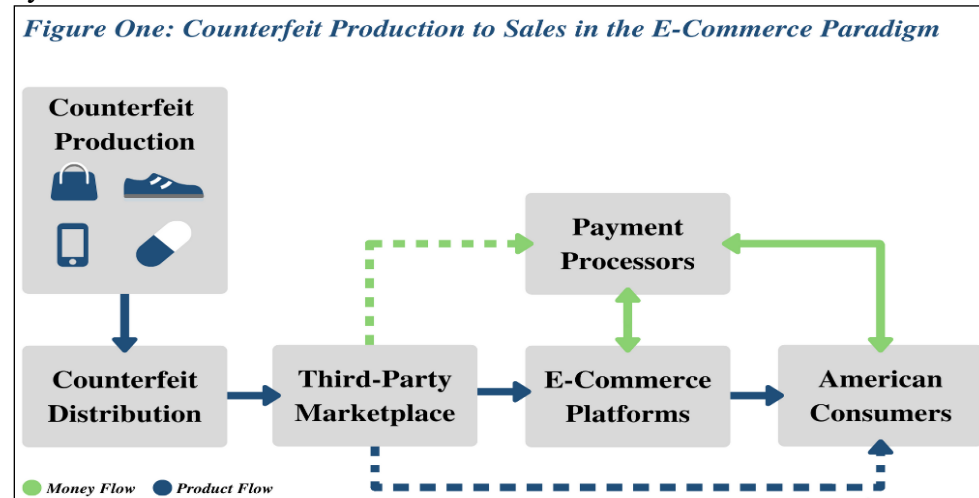 Figure One: Counterfeit Production to Sales in the E-Commerce Paradigm
Counterfeit
Production
Payment
Processors
Counterfeit
Distribution
Third-Party
Marketplace
E-Commerce
Platforms
American
Consumers
Money Flow
Product Flow